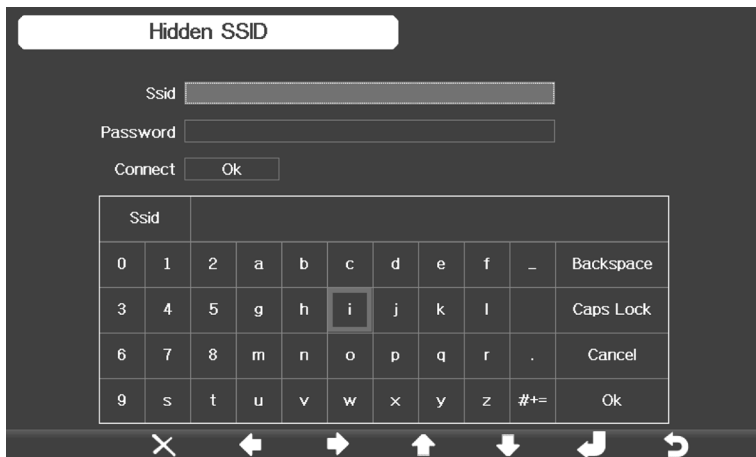 Hidden SSID
Ssid
Password
Connect Ok
Ssid
0 1 2 a b c d e f _ Backspace
3 4 5 g h i j k l Caps Lock
6 7 8 m n o p q r . Cancel
9 s t u v w x y z #+= Ok